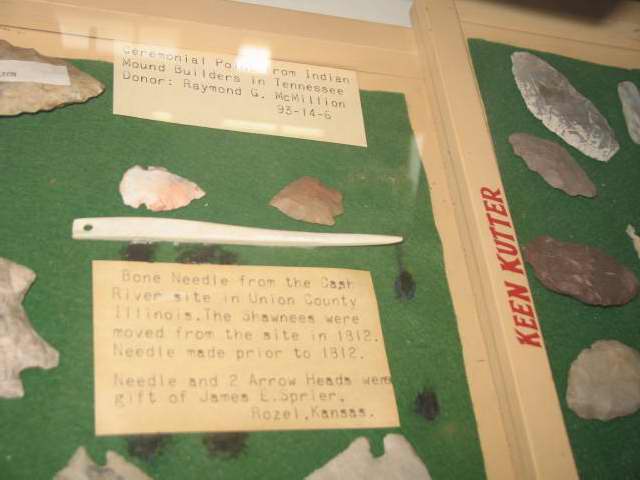 Ceremonial Points from Indian
Mound Builders in Tennessee
Donor: Raymond G. McMillion
93-14-6
Bone Needle from the Cash
River site in Union County
Illinois.The Shawnees were
moved from the site in 1812.
Needle made prior to 1812.
Needle and 2 Arrow Heads were
gift of James E.Sprier.
Rozel,Kansas.
KEEN KUTTER